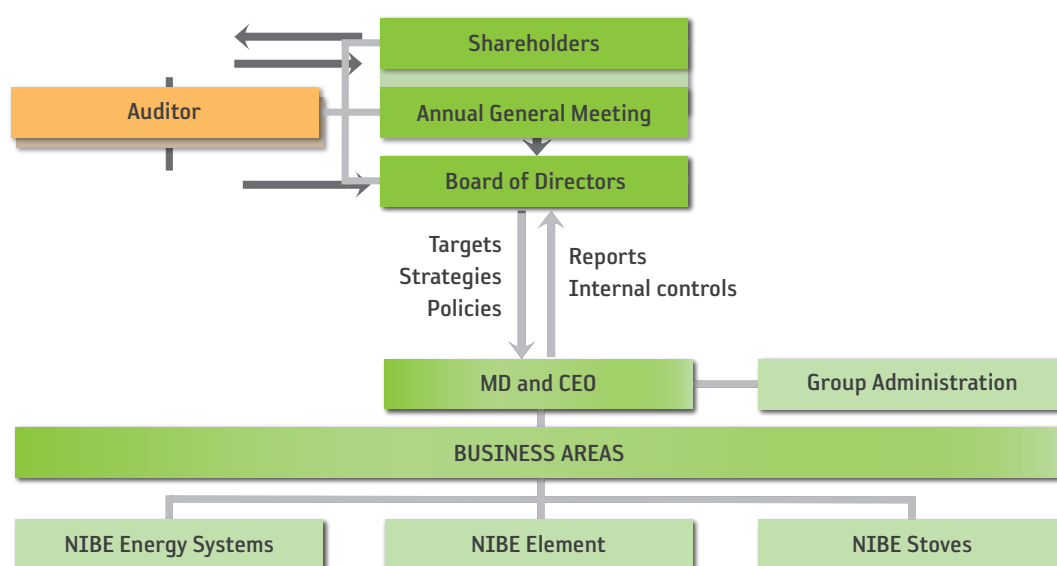 Shareholders
Auditor
Annual General Meeting
Board of Directors
Targets
Strategies
Policies
Reports
Internal controls
MD and CEO
Group Administration
BUSINESS AREAS
NIBE Energy Systems
NIBE Element
NIBE Stoves